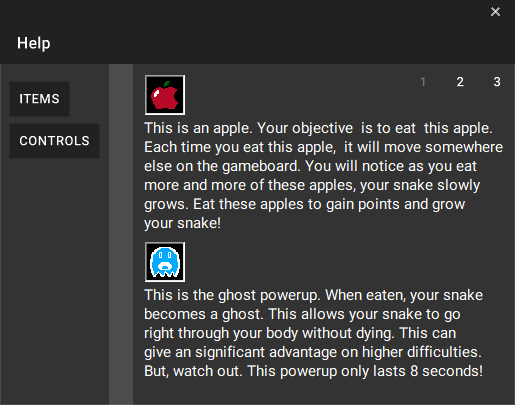 Help
ITEMS
CONTROLS
1 2 3
This is an apple. Your objective is to eat this apple.
Each time you eat this apple, it will move somewhere
else on the gameboard. You will notice as you eat
more and more of these apples, your snake slowly
grows. Eat these apples to gain points and grow
your snake!
This is the ghost powerup. When eaten, your snake
becomes a ghost. This allows your snake to go
right through your body without dying. This can
give an significant advantage on higher difficulties.
But, watch out. This powerup only lasts 8 seconds!